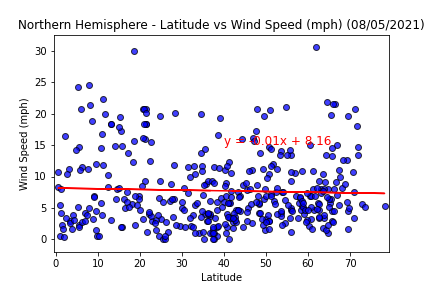 Northern Hemisphere - Latitude vs Wind Speed (mph) (08/05/2021)
Wind Speed (mph)
30
25
20
15
10
5
0
y = -0.01x + 8.16
0 10 20 30 40 50 60 70
Latitude